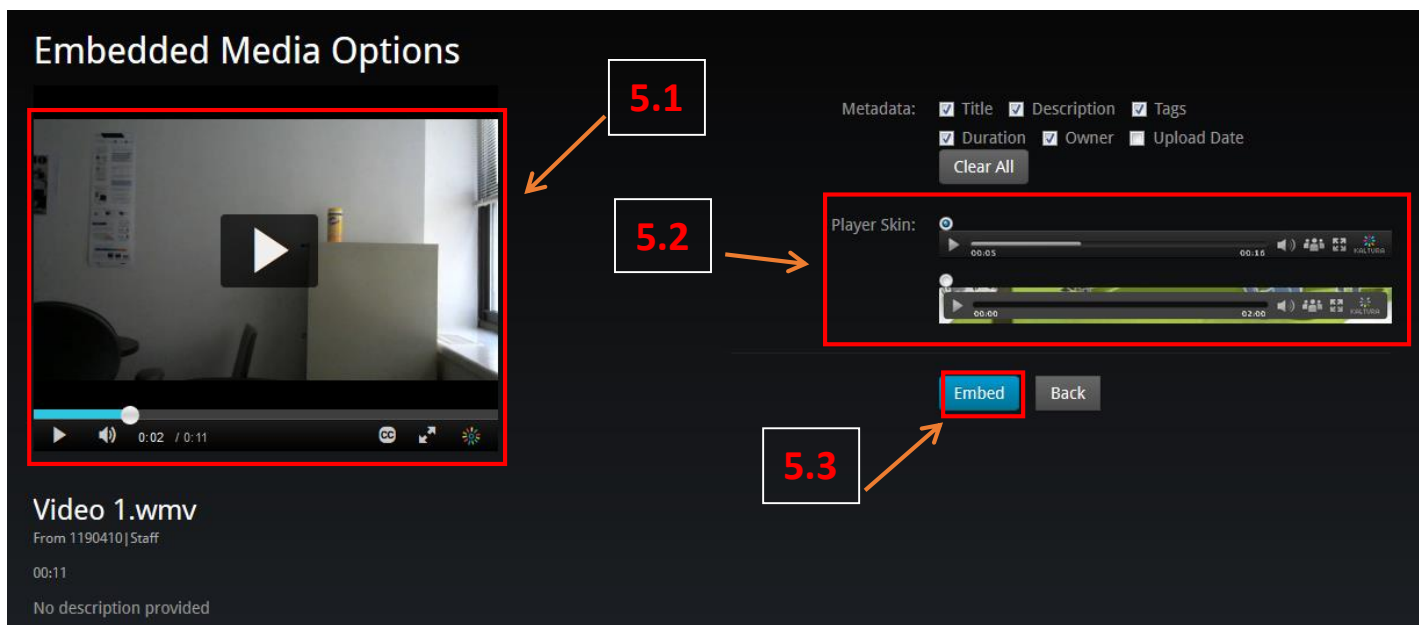 Embedded Media Options
5.1
Metadata: Title Description Tags
Duration Owner Upload Date
Clear All
5.2
Player Skin:
00:05 00:16 KALTURA
00:00 02:00 KALTURA
Embed Back
0:02 / 0:11 CC
5.3
Video 1.wmv
From 1190410|Staff
00:11
No description provided